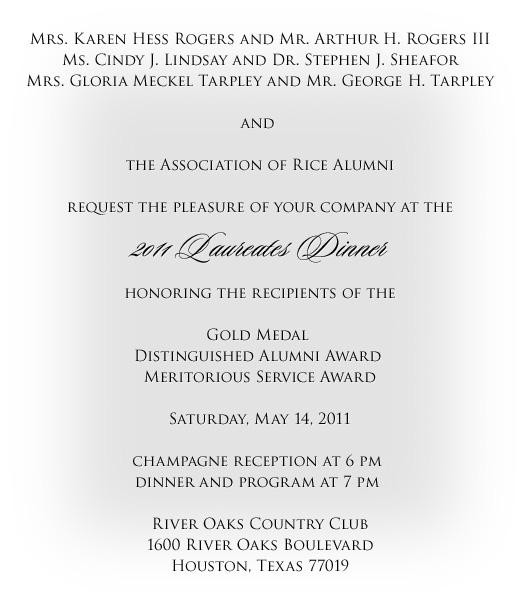 Mrs. Karen Hess Rogers and Mr. Arthur H. Rogers III
Ms. Cindy J. Lindsay and Dr. Stephen J. Sheafor
Mrs. Gloria Meckel Tarpley and Mr. George H. Tarpley
and
the Association of Rice Alumni
request the pleasure of your company at the
2011 Laureates Dinner
honoring the recipients of the
Gold Medal
Distinguished Alumni Award
Meritorious Service Award
Saturday, May 14, 2011
champagne reception at 6 pm
dinner and program at 7 pm
River Oaks Country Club
1600 River Oaks Boulevard
Houston, Texas 77019